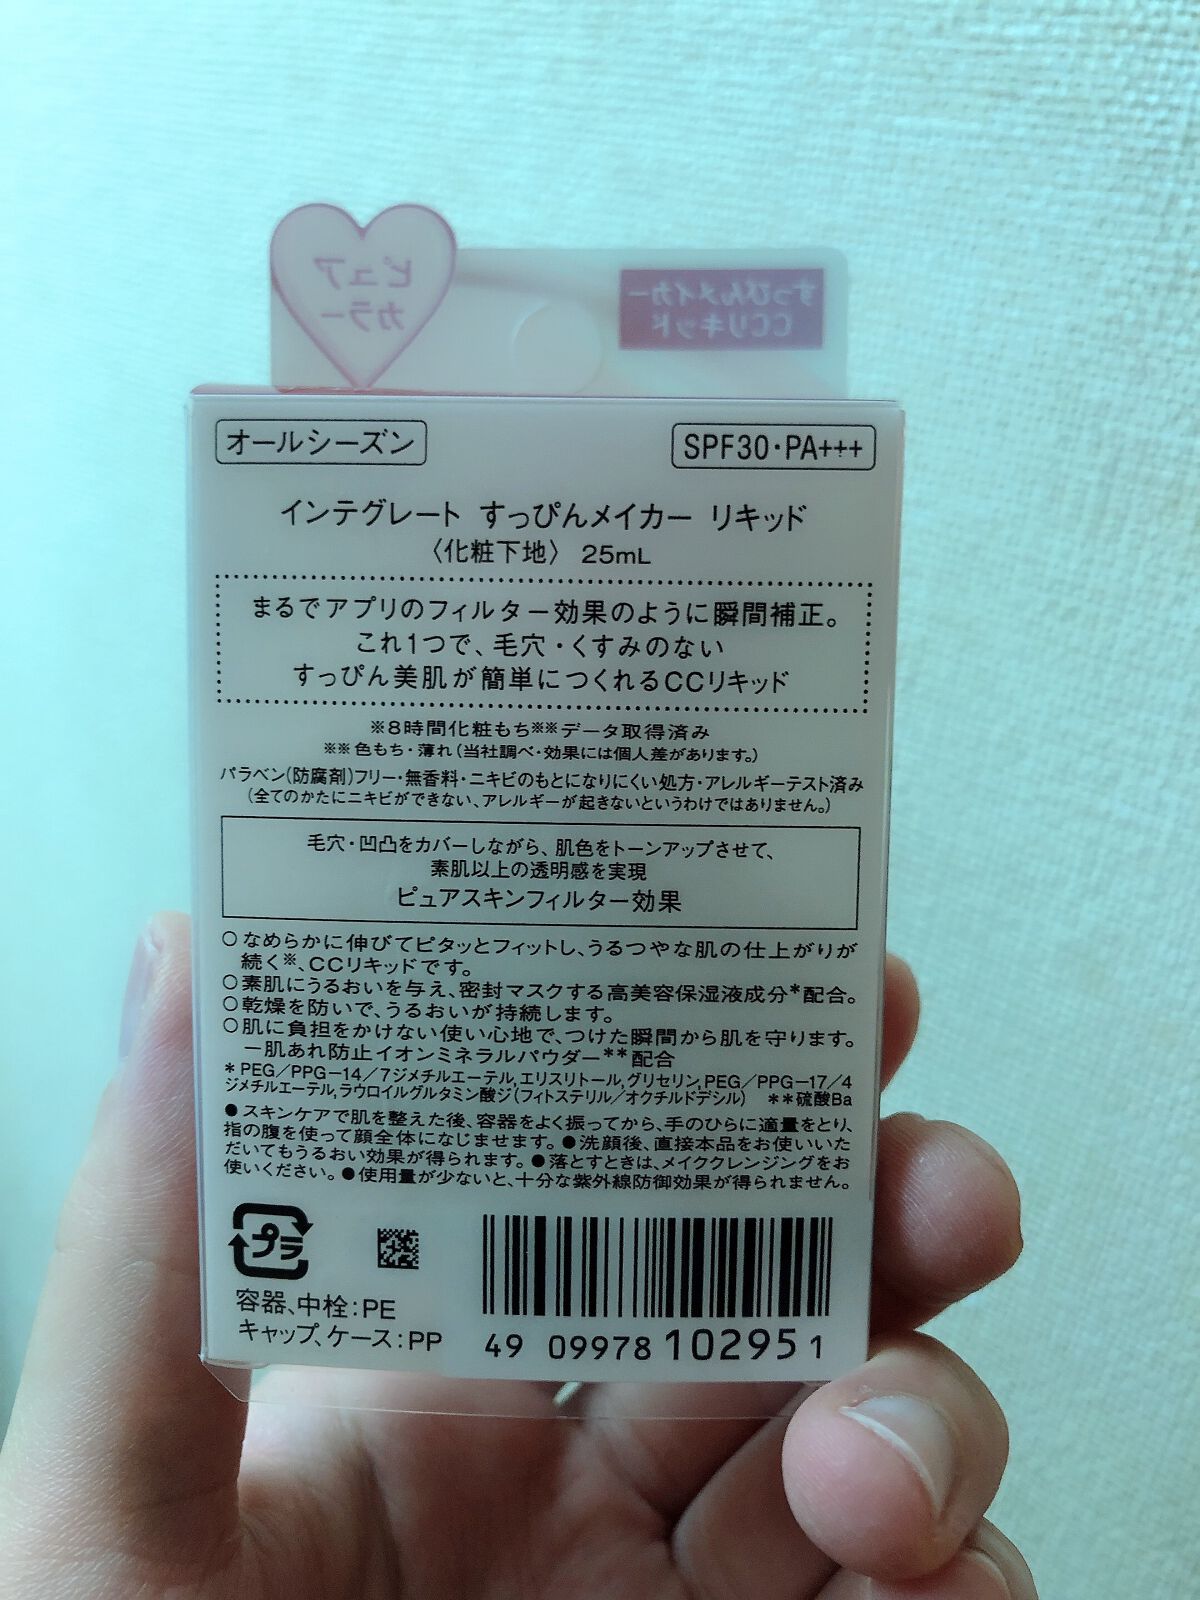 ピュア
カラー
すっぴんメイカー
CCリキッド
オールシーズン
SPF30・PA+++
インテグレート すっぴんメイカー リキッド
〈化粧下地〉 25mL
まるでアプリのフィルター効果のように瞬間補正。
これ1つで、毛穴・くすみのない
すっぴん美肌が簡単につくれるCCリキッド
※8時間化粧もち※※データ取得済み
※※色もち・薄れ(当社調べ・効果には個人差があります。)
パラベン(防腐剤)フリー・無香料・ニキビのもとになりにくい処方・アレルギーテスト済み
(全てのかたにニキビができない、アレルギーが起きないというわけではありません。)
毛穴・凹凸をカバーしながら、肌色をトーンアップさせて、
素肌以上の透明感を実現
ピュアスキンフィルター効果
○なめらかに伸びてピタッとフィットし、うるつやな肌の仕上がりが
続く※、CCリキッドです。
○素肌にうるおいを与え、密封マスクする高美容保湿液成分*配合。
○乾燥を防いで、うるおいが持続します。
○肌に負担をかけない使い心地で、つけた瞬間から肌を守ります。
ー肌あれ防止イオンミネラルパウダー**配合
*PEG/PPG-14/7ジメチルエーテル,エリスリトール,グリセリン,PEG/PPG-17/4
ジメチルエーテル,ラウロイルグルタミン酸ジ(フィトステリル/オクチルドデシル) **硫酸Ba
●スキンケアで肌を整えた後、容器をよく振ってから、手のひらに適量をとり、
指の腹を使って顔全体になじませます。●洗顔後、直接本品をお使いいた
だいてもうるおい効果が得られます。●落とすときは、メイククレンジングをお
使いください。●使用量が少ないと、十分な紫外線防御効果が得られません。
プラ
容器、中栓:PE
キャップ、ケース:PP
49 09978 102951